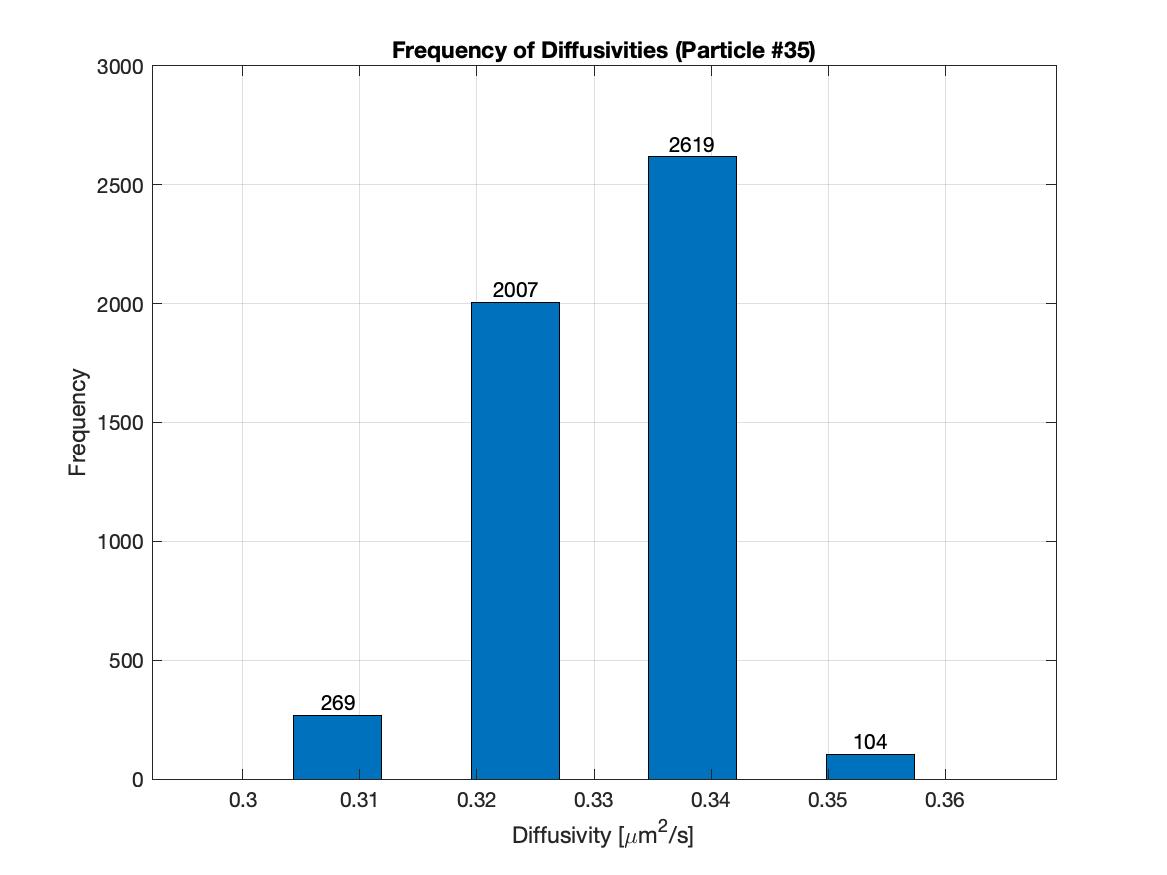 Frequency of Diffusivities (Particle #35)
3000
2500
2000
1500
1000
500
0
Frequency
269
2007
2619
104
0.3 0.31 0.32 0.33 0.34 0.35 0.36
Diffusivity [μm²/s]